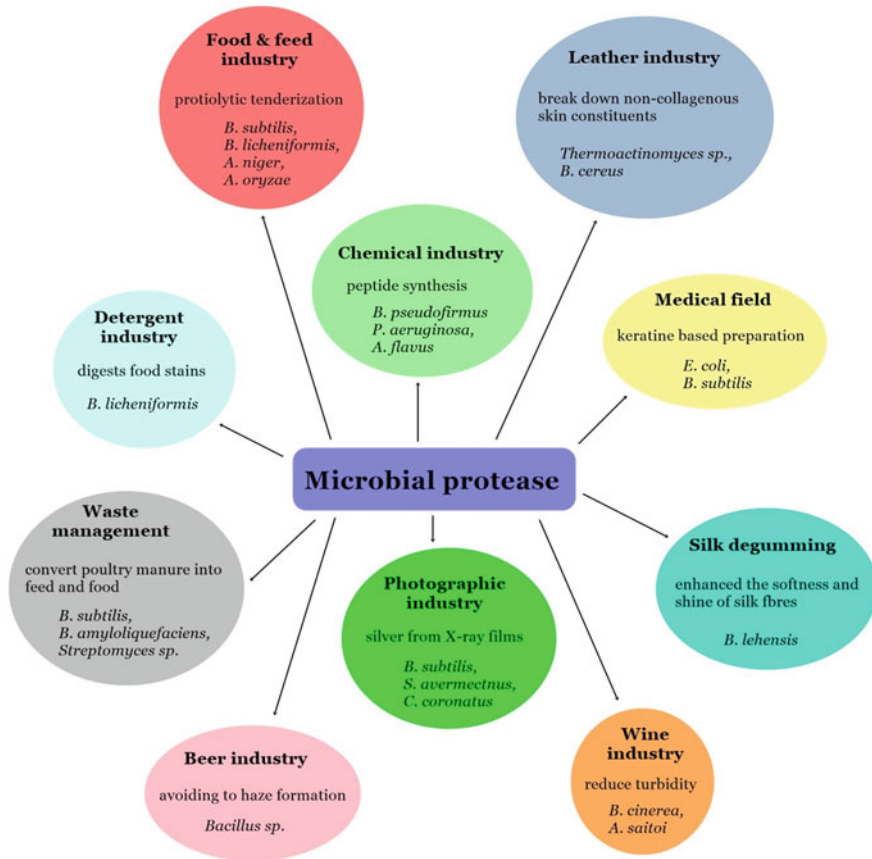 Food & feed
industry
protiolytic tenderization
B. subtilis,
B. licheniformis,
A. niger,
A. oryzae
Leather industry
break down non-collagenous
skin constituents
Thermoactinomyces sp.,
B. cereus
Chemical industry
peptide synthesis
B. pseudofirmus
P. aeruginosa,
A. flavus
Medical field
keratine based preparation
E. coli,
B. subtilis
Detergent
industry
digests food stains
B. licheniformis
Microbial protease
Waste
management
convert poultry manure into
feed and food
B. subtilis,
B. amyloliquefaciens,
Streptomyces sp.
Photographic
industry
silver from X-ray films
B. subtilis,
S. avermectnus,
C. coronatus
Silk degumming
enhanced the softness and
shine of silk fbres
B. lehensis
Beer industry
avoiding to haze formation
Bacillus sp.
Wine
industry
reduce turbidity
B. cinerea,
A. saitoi